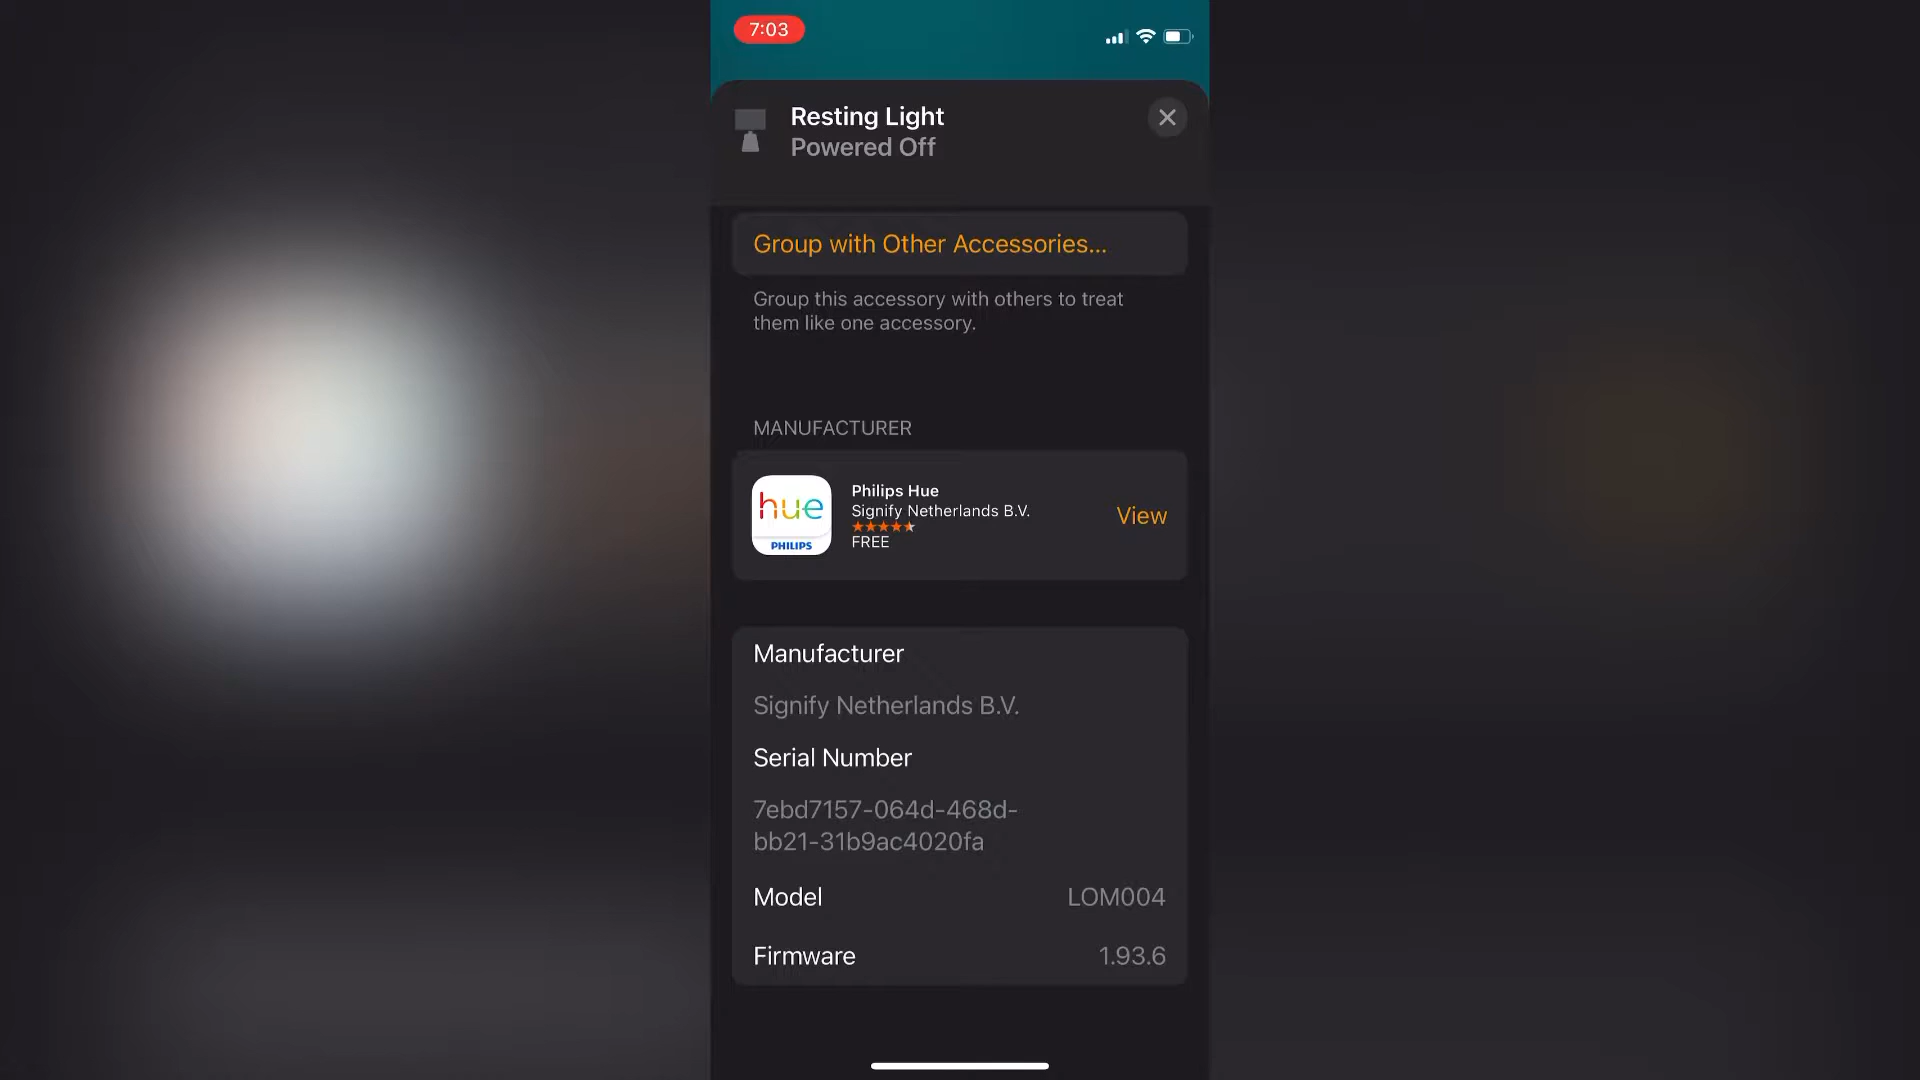 7:03
Resting Light
Powered Off
Group with Other Accessories...
Group this accessory with others to treat
them like one accessory.
MANUFACTURER
hue
PHILIPS
Philips Hue
Signify Netherlands B.V.
FREE
View
Manufacturer
Signify Netherlands B.V.
Serial Number
7ebd7157-064d-468d-
bb21-31b9ac4020fa
Model LOM004
Firmware 1.93.6